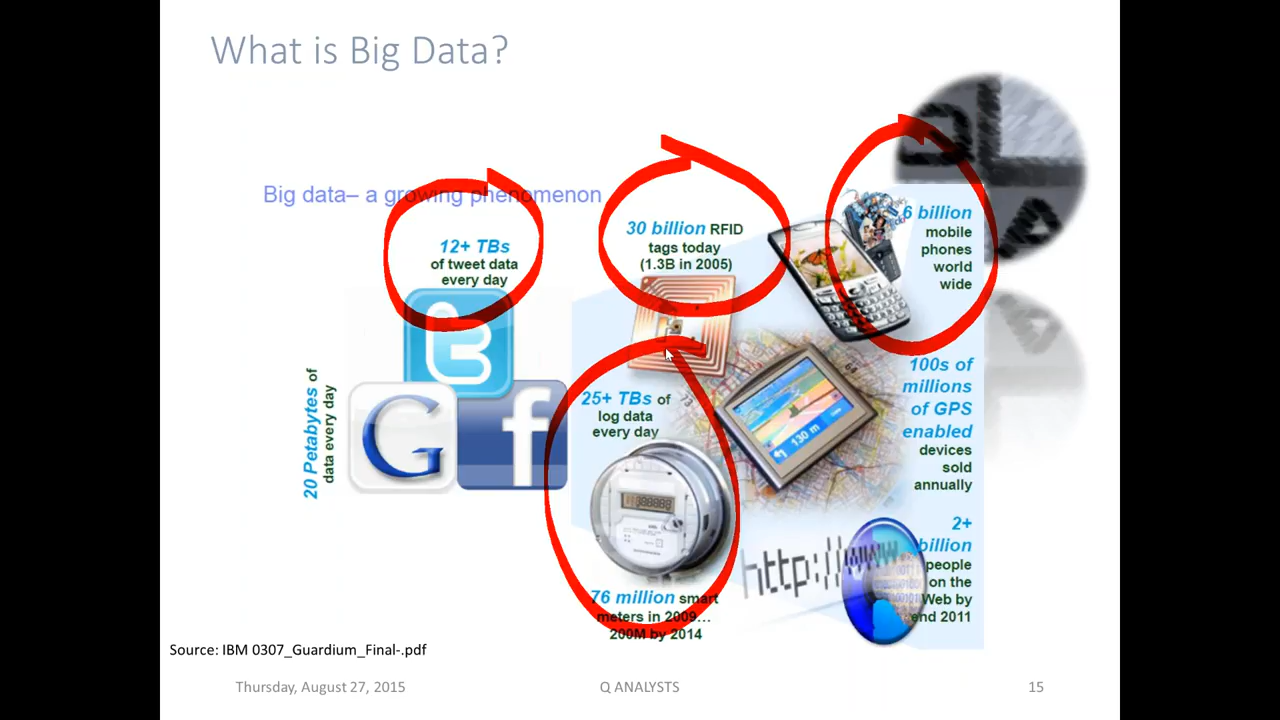 What is Big Data?
Big data– a growing phenomenon
12+ TBs
of tweet data
every day
30 billion RFID
tags today
(1.3B in 2005)
6 billion
mobile
phones
world
wide
20 Petabytes of
data every day
25+ TBs of
log data
every day
100s of
millions
of GPS
enabled
devices
sold
annually
130 m
76 million smart
meters in 2009...
200M by 2014
http://www
2+
billion
people
on the
Web by
end 2011
Source: IBM 0307_Guardium_Final-.pdf
Thursday, August 27, 2015
Q ANALYSTS
15